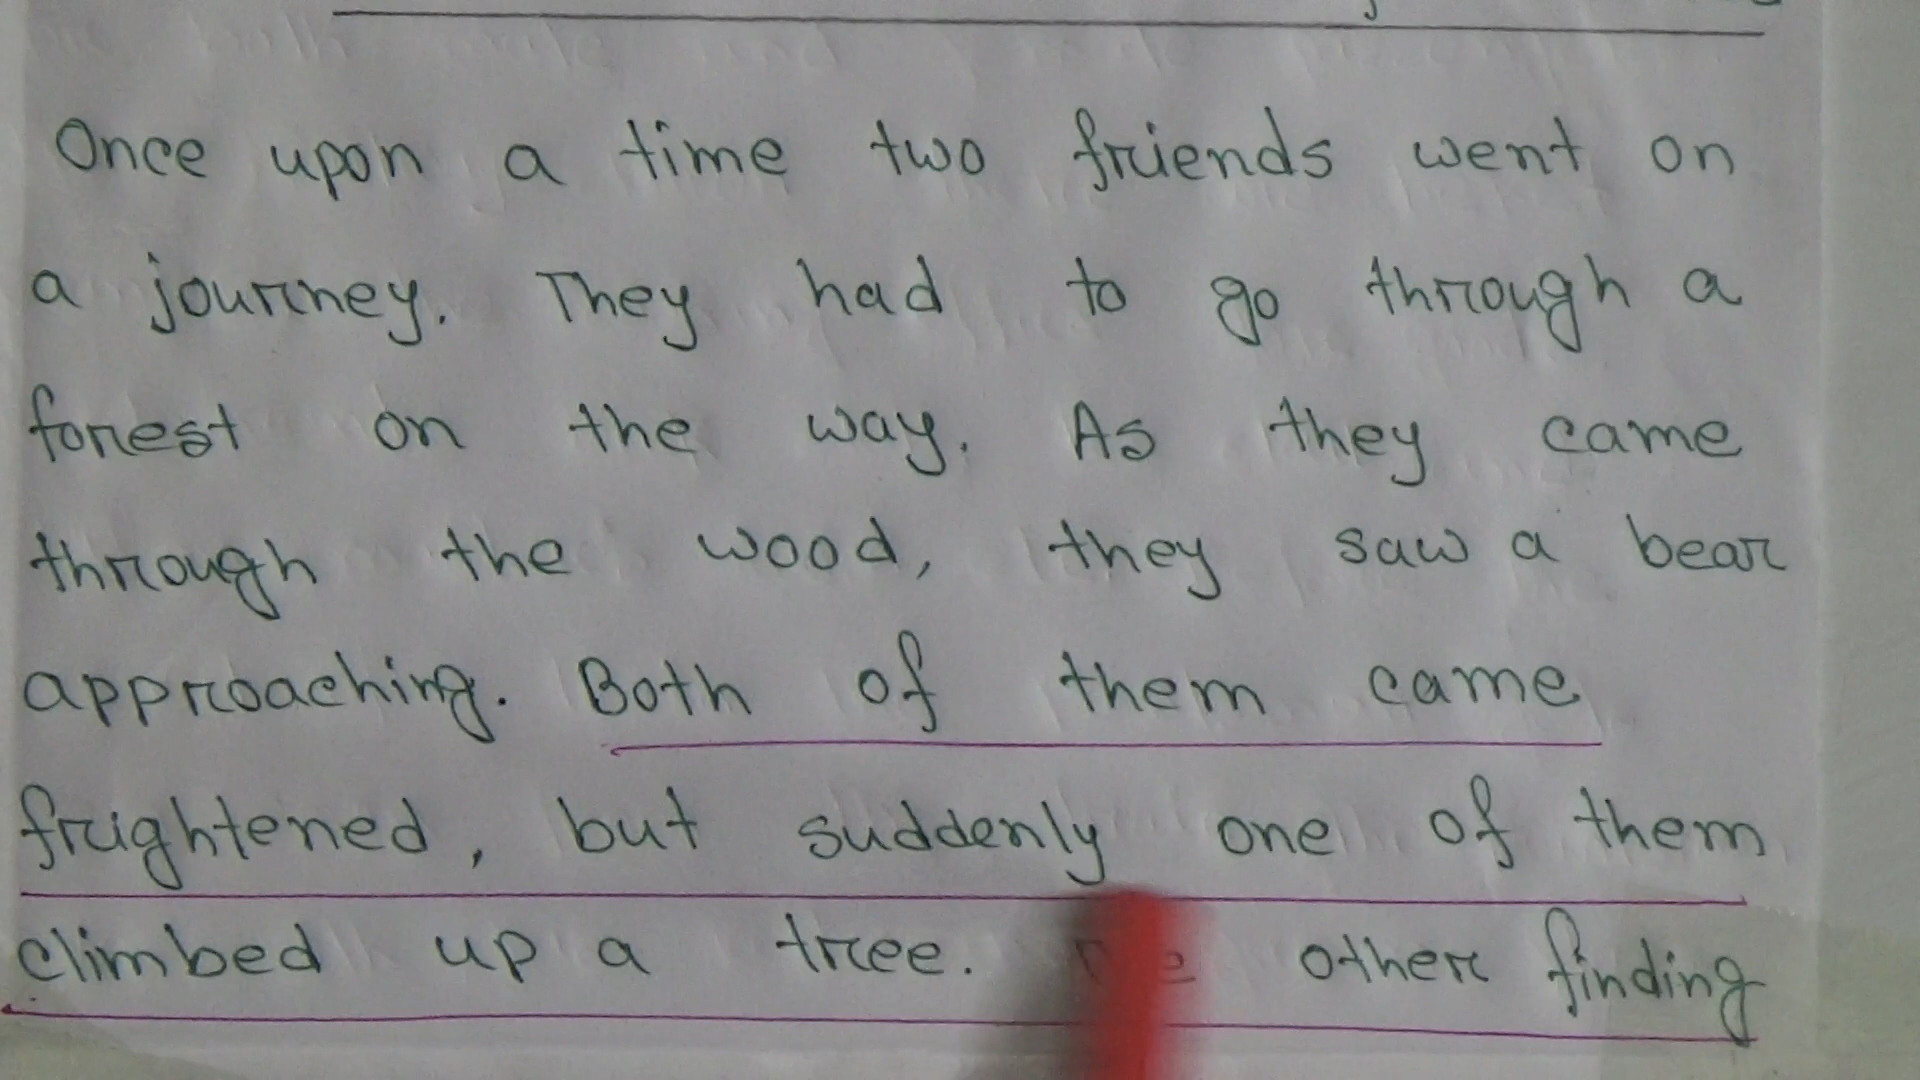 Once upon a time two friends went on
a journey. They had to go through a
forest on the way. As they came
through the wood, they saw a bear
approaching. Both of them came
frightened, but suddenly one of them
climbed up a tree. other finding